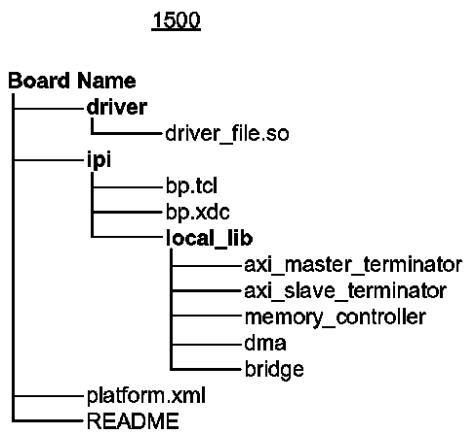 1500
Board Name
driver
driver_file.so
ipi
bp.tcl
bp.xdc
local_lib
axi_master_terminator
axi_slave_terminator
memory_controller
dma
bridge
platform.xml
README